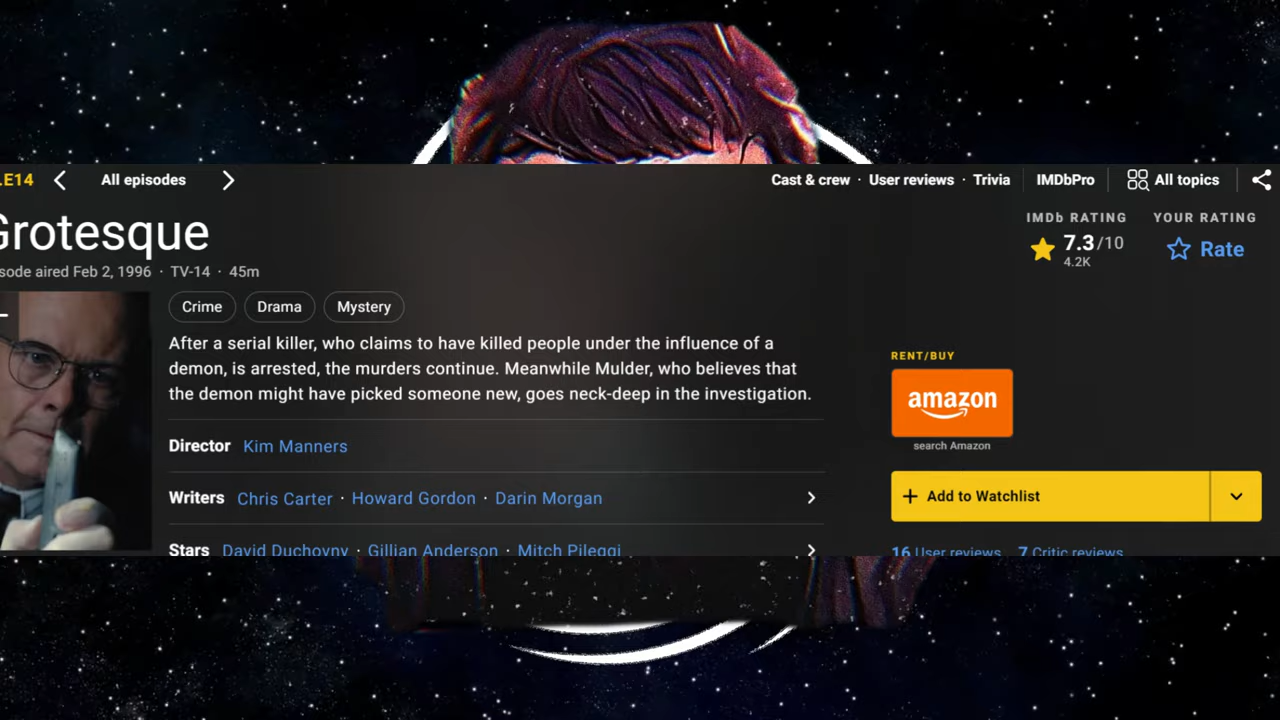 .E14 All episodes Cast & crew · User reviews · Trivia IMDbPro All topics
Grotesque IMDb RATING YOUR RATING
7.3/10 Rate
4.2K
sode aired Feb 2, 1996 · TV-14 · 45m
Crime Drama Mystery
After a serial killer, who claims to have killed people under the influence of a
demon, is arrested, the murders continue. Meanwhile Mulder, who believes that
the demon might have picked someone new, goes neck-deep in the investigation.
RENT/BUY
amazon
search Amazon
Director Kim Manners
Writers Chris Carter · Howard Gordon · Darin Morgan
+ Add to Watchlist
Stars David Duchovny · Gillian Anderson · Mitch Pileggi
16 User reviews 7 Critic reviews